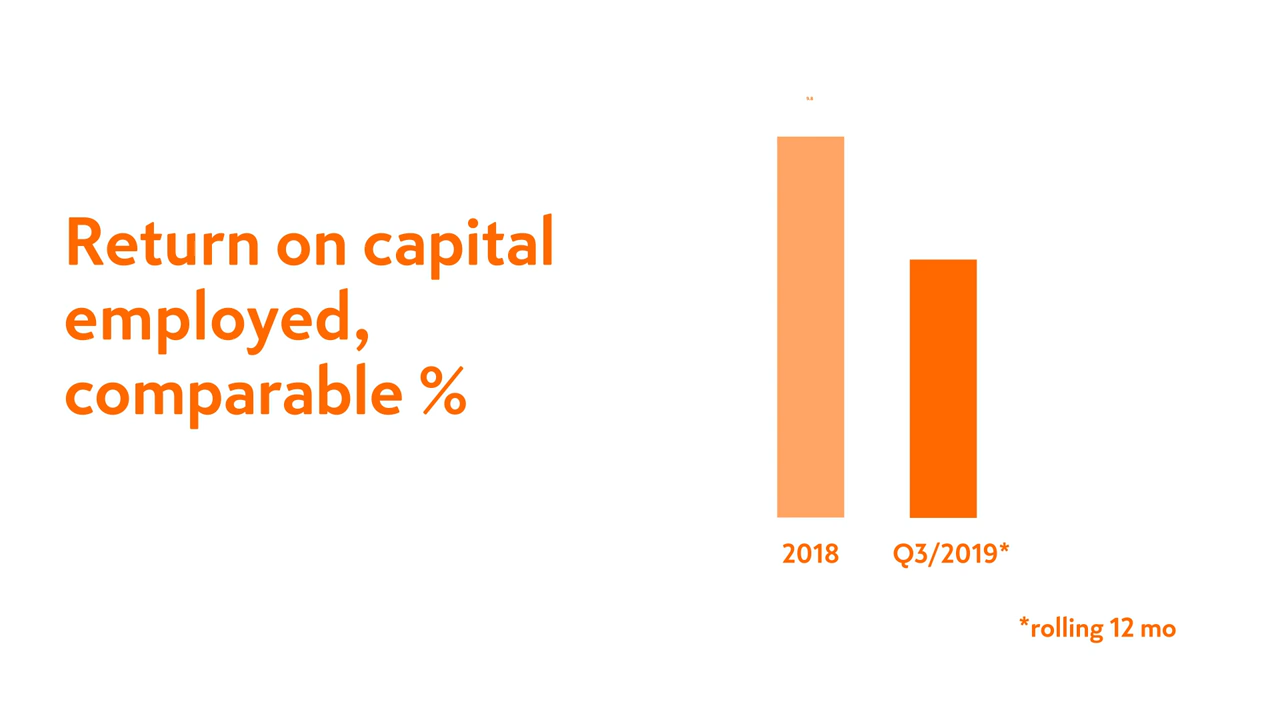 Return on capital
employed,
comparable %
2018
Q3/2019*
*rolling 12 mo